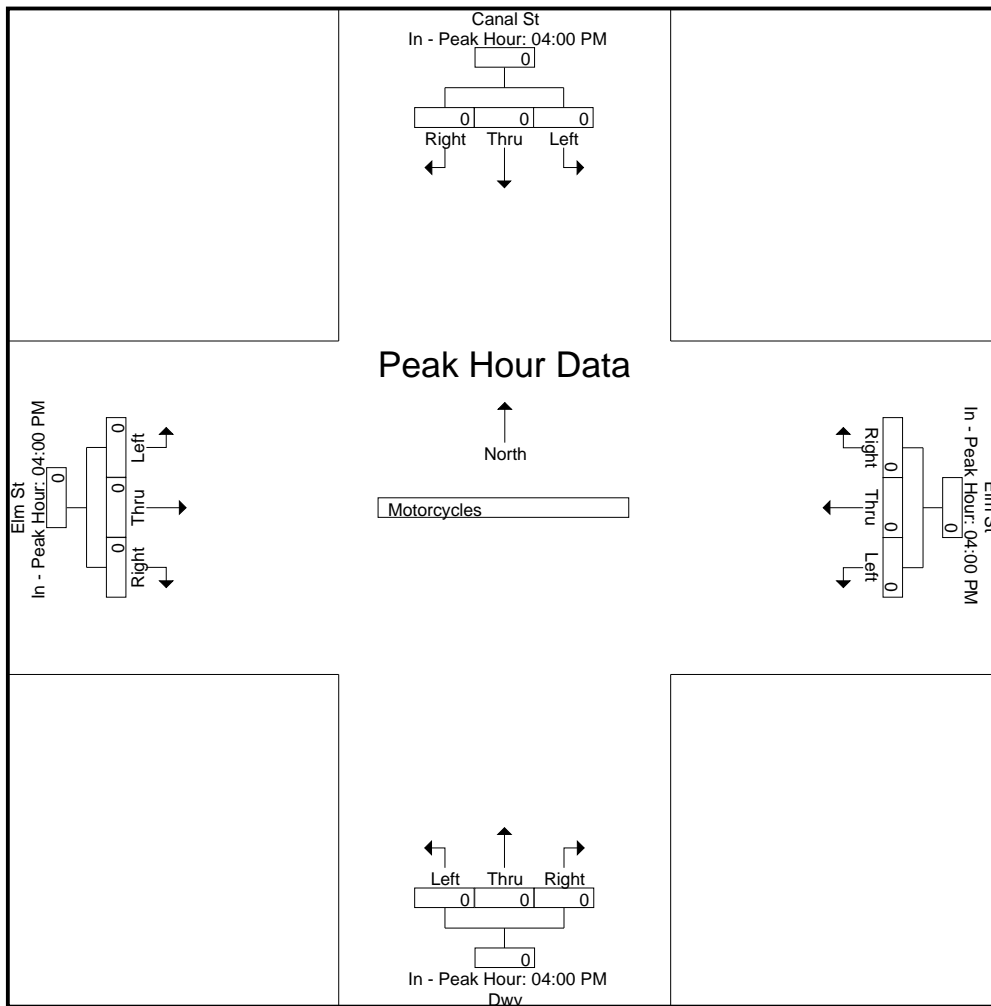 Canal St
In - Peak Hour: 04:00 PM
0
0 0 0
Right Thru Left
Peak Hour Data
North
Motorcycles
Elm St
In - Peak Hour: 04:00 PM
0
0 0 0
Left Thru Right
Elm St
In - Peak Hour: 04:00 PM
0
0 0 0
Right Thru Left
Left Thru Right
0 0 0
0
In - Peak Hour: 04:00 PM
Dwy